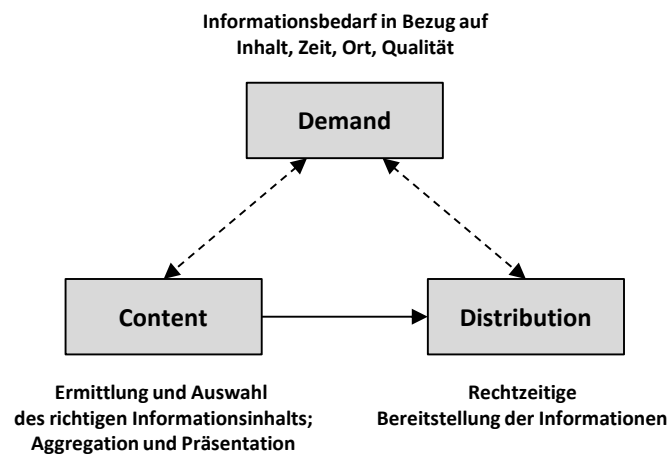 Informationsbedarf in Bezug auf
Inhalt, Zeit, Ort, Qualität
Demand
Content
Distribution
Ermittlung und Auswahl
des richtigen Informationsinhalts;
Aggregation und Präsentation
Rechtzeitige
Bereitstellung der Informationen